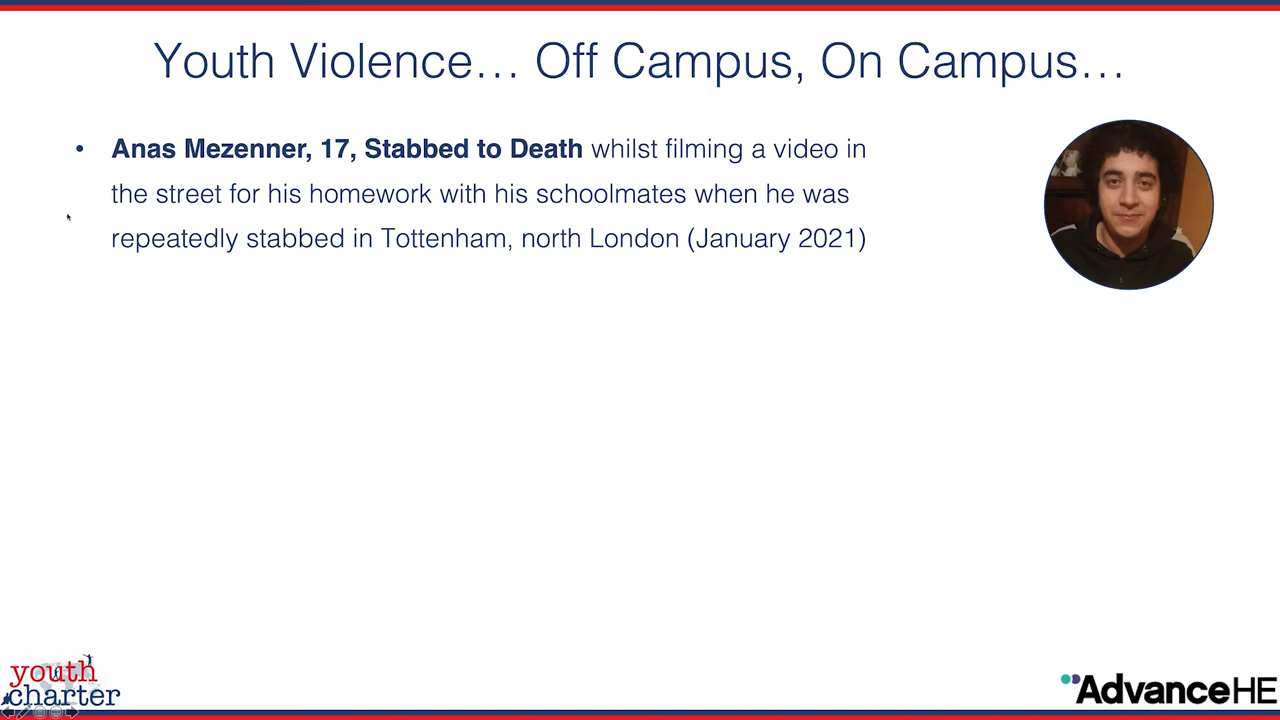 Youth Violence… Off Campus, On Campus…
• Anas Mezenner, 17, Stabbed to Death whilst filming a video in
the street for his homework with his schoolmates when he was
repeatedly stabbed in Tottenham, north London (January 2021)
youth
charter
AdvanceHE